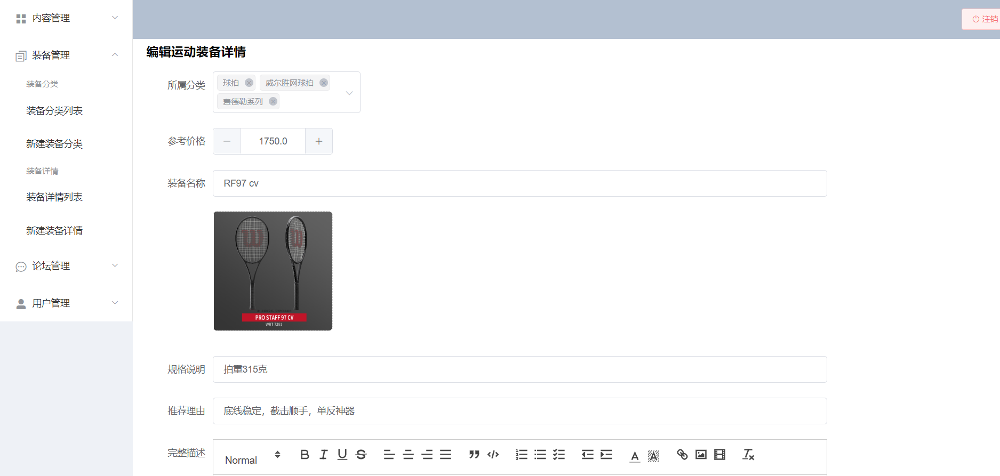 内容管理
装备管理
装备分类
装备分类列表
新建装备分类
装备详情
装备详情列表
新建装备详情
论坛管理
用户管理
注销
编辑运动装备详情
所属分类
球拍
威尔胜网球拍
费德勒系列
参考价格
1750.0
装备名称
RF97 cv
PRO STAFF 97 CV
WRT 7391
规格说明
拍重315克
推荐理由
底线稳定，截击顺手，单反神器
完整描述
Normal